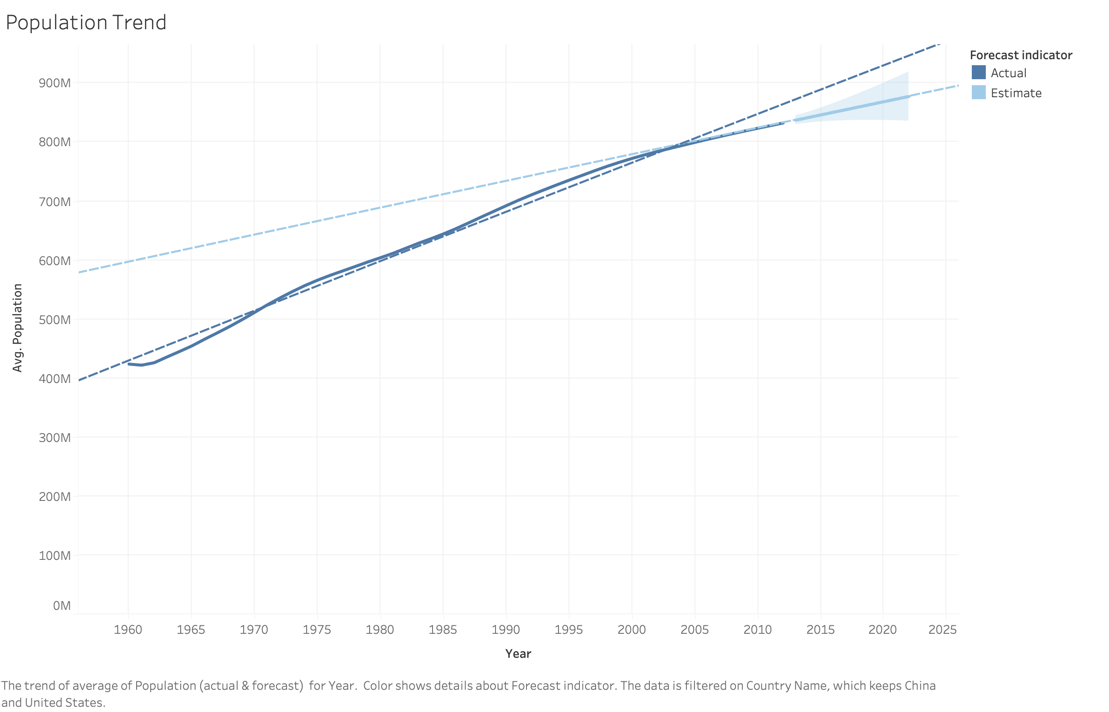 Population Trend
Forecast indicator
Actual
Estimate
900M
800M
700M
600M
500M
400M
300M
200M
100M
0M
Avg. Population
1960 1965 1970 1975 1980 1985 1990 1995 2000 2005 2010 2015 2020 2025
Year
The trend of average of Population (actual & forecast) for Year. Color shows details about Forecast indicator. The data is filtered on Country Name, which keeps China
and United States.